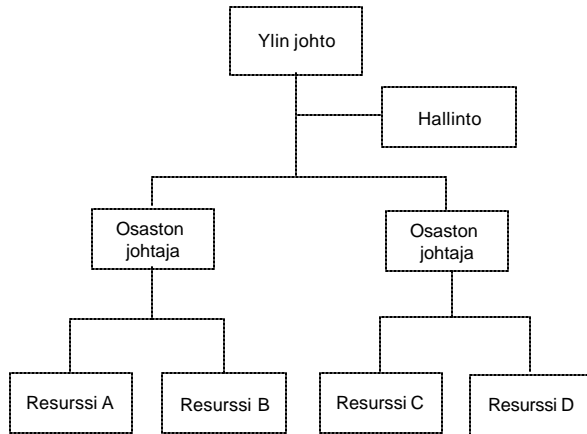 Ylin johto
Hallinto
Osaston
johtaja
Osaston
johtaja
Resurssi A
Resurssi B
Resurssi C
Resurssi D